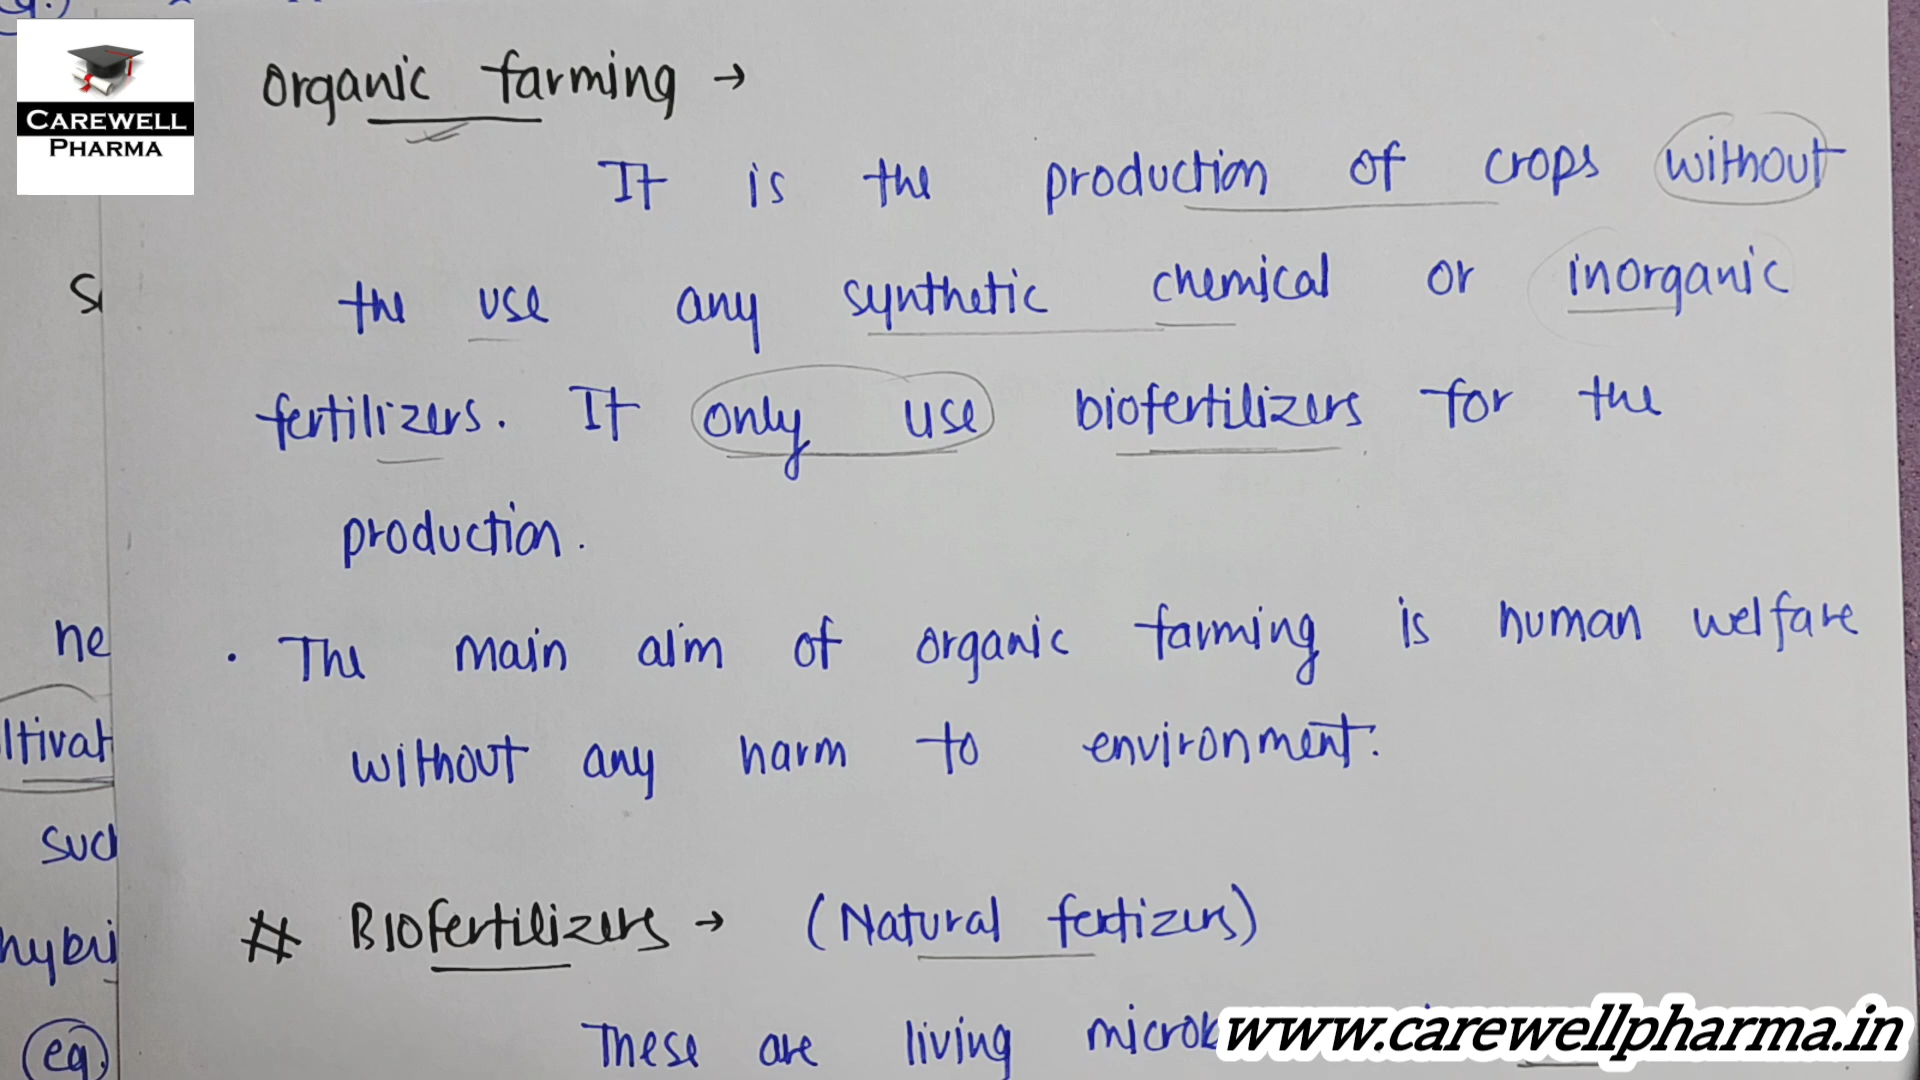 CAREWELL
PHARMA
organic farming →
It is the production of crops without
the use any synthetic chemical or inorganic
fertilizers. It only use biofertilizers for the
production.
· The main aim of organic farming is human welfare
without any harm to environment.
# Biofertilizers → (Natural fertizers)
These are living
www.carewellpharma.in
such
eg.